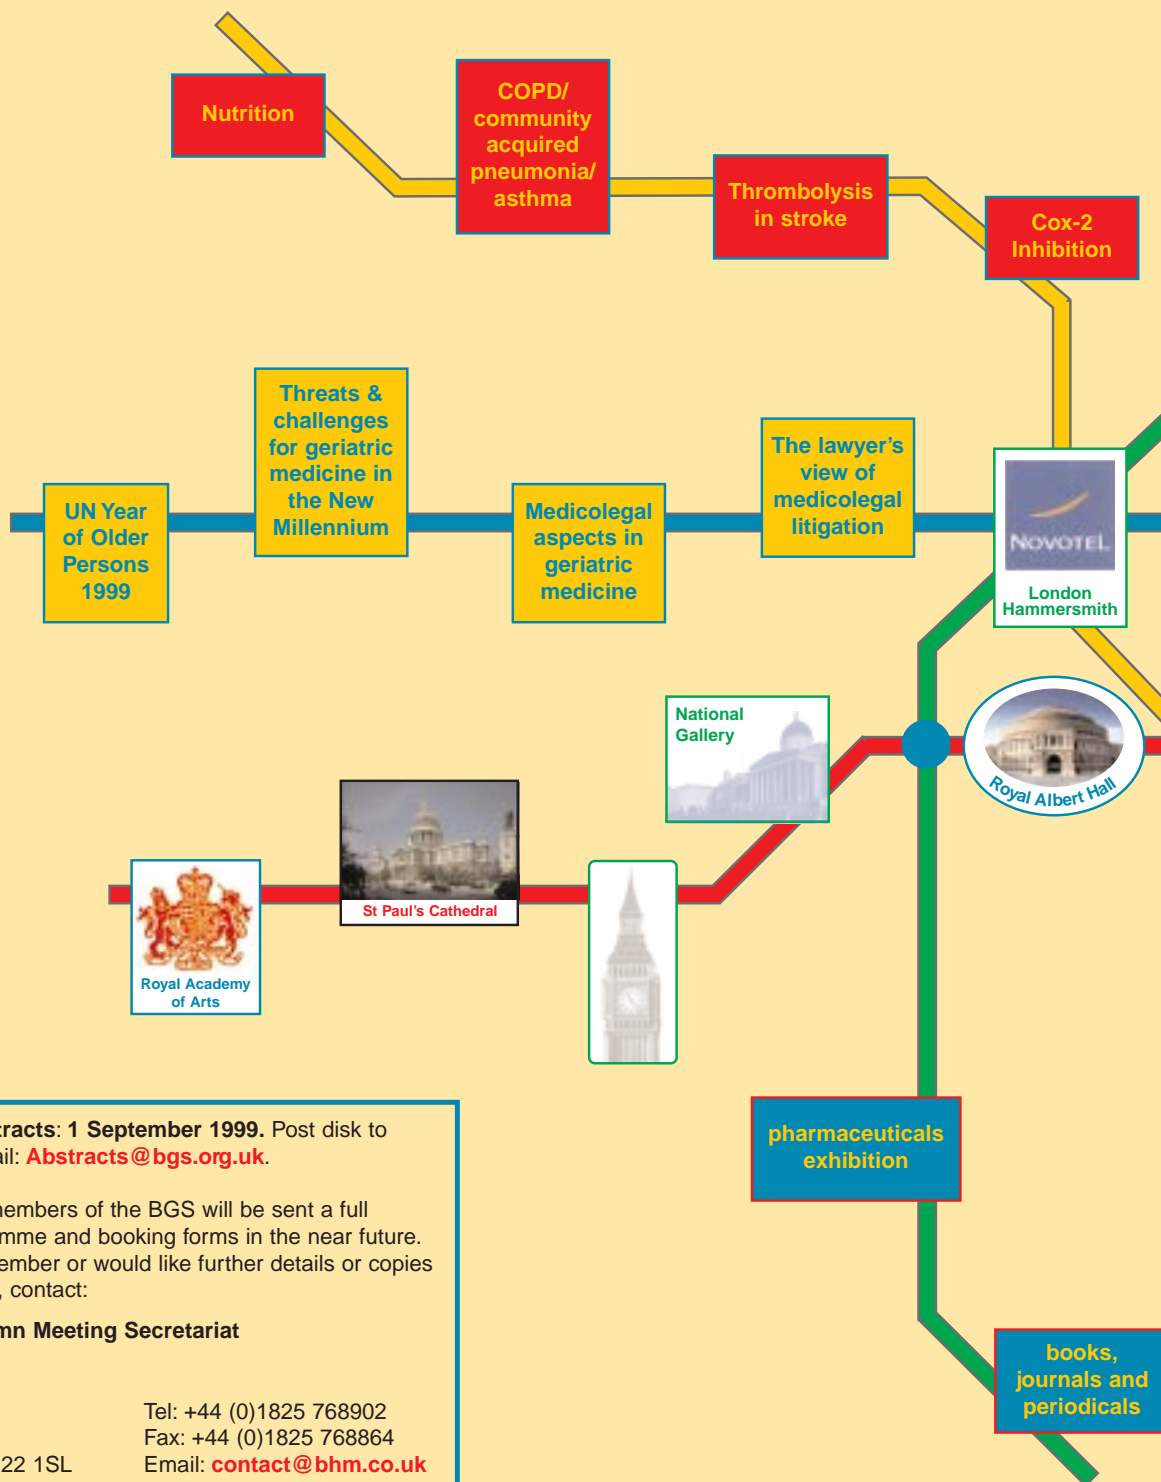 Nutrition
COPD/
community
acquired
pneumonia/
asthma
Thrombolysis
in stroke
Cox-2
Inhibition
UN Year
of Older
Persons
1999
Threats &
challenges
for geriatric
medicine in
the New
Millennium
Medicolegal
aspects in
geriatric
medicine
The lawyer's
view of
medicolegal
litigation
NOVOTEL
London
Hammersmith
National
Gallery
Royal Albert Hall
St Paul's Cathedral
Royal Academy
of Arts
pharmaceuticals
exhibition
books,
journals and
periodicals
tracts: 1 September 1999. Post disk to
ail: Abstracts@bgs.org.uk.
members of the BGS will be sent a full
mme and booking forms in the near future.
ember or would like further details or copies
, contact:
mn Meeting Secretariat
Tel: +44 (0)1825 768902
Fax: +44 (0)1825 768864
22 1SL Email: contact@bhm.co.uk